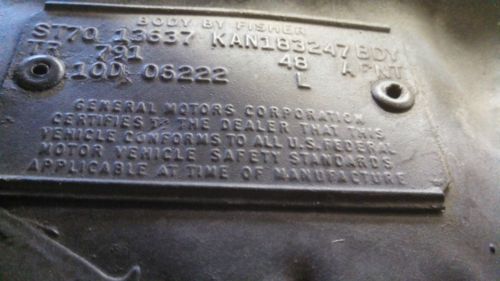 BODY BY FISHER
ST70 13637 KAN183247 BDY
TR 791 48 A PNT
10D 06222 L
GENERAL MOTORS CORPORATION
CERTIFIES TO THE DEALER THAT THIS
VEHICLE CONFORMS TO ALL U.S. FEDERAL
MOTOR VEHICLE SAFETY STANDARDS
APPLICABLE AT TIME OF MANUFACTURE